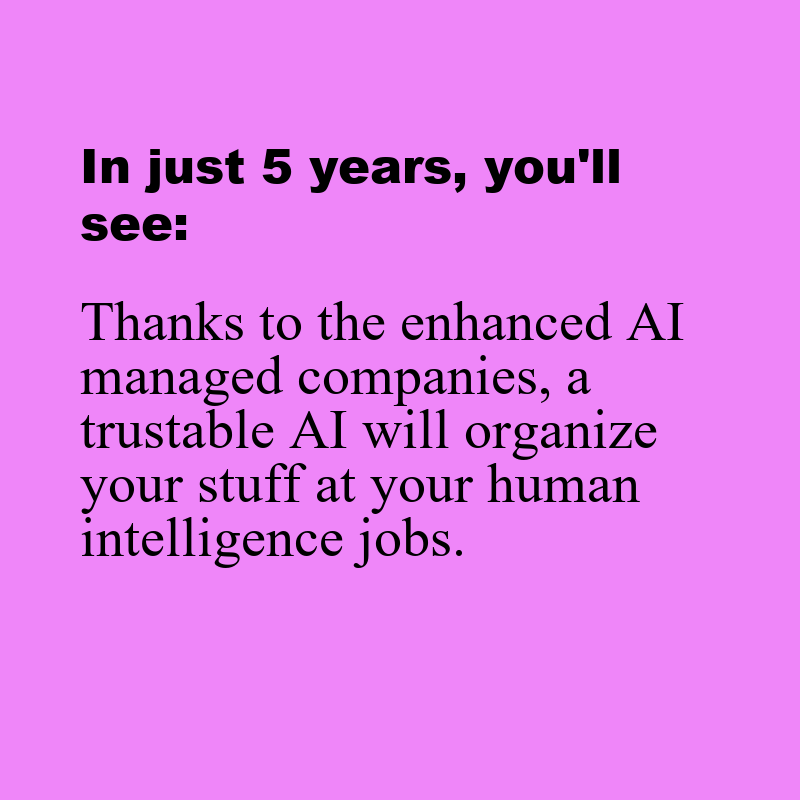 In just 5 years, you'll
see:
Thanks to the enhanced AI
managed companies, a
trustable AI will organize
your stuff at your human
intelligence jobs.